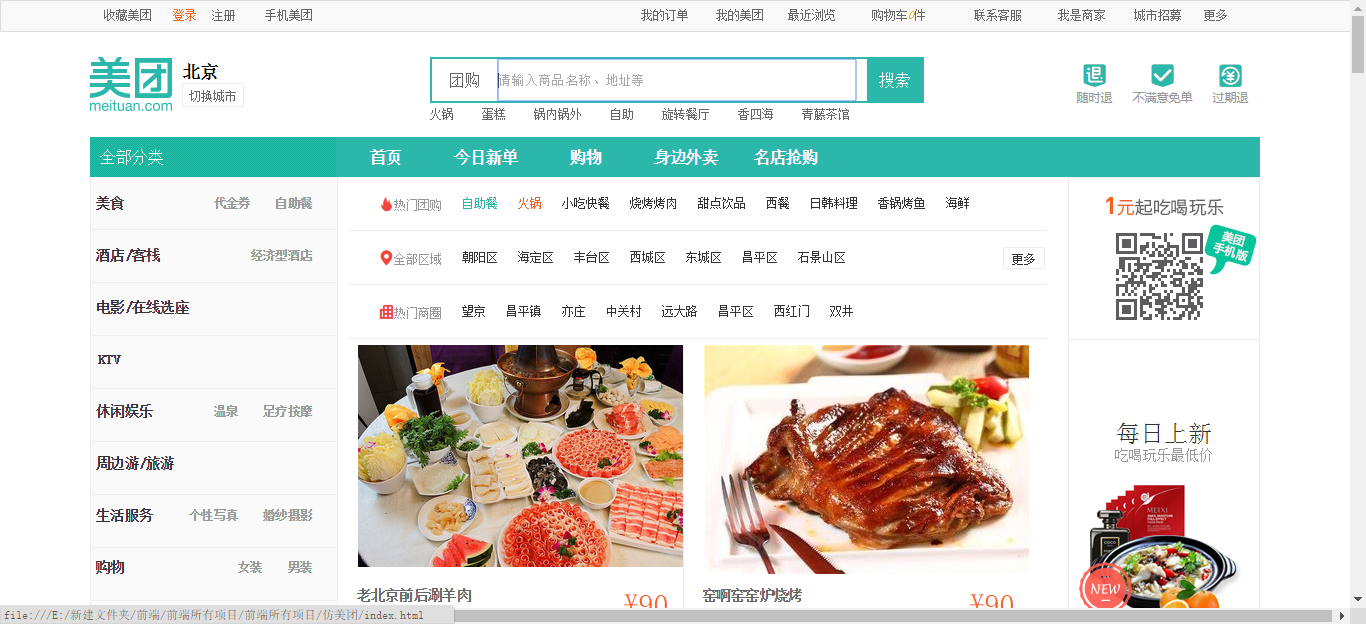 收藏美团 登录 注册 手机美团 我的订单 我的美团 最近浏览 购物车0件 联系客服 我是商家 城市招募 更多
美团 meituan.com
北京
切换城市
团购 请输入商品名称、地址等 搜索
火锅 蛋糕 锅内锅外 自助 旋转餐厅 香四海 青藤茶馆
退 随时退
不满意免单
过期退
全部分类 首页 今日新单 购物 身边外卖 名店抢购
美食 代金券 自助餐
酒店/客栈 经济型酒店
电影/在线选座
KTV
休闲娱乐 温泉 足疗按摩
周边游/旅游
生活服务 个性写真 婚纱摄影
购物 女装 男装
热门团购 自助餐 火锅 小吃快餐 烧烤烤肉 甜点饮品 西餐 日韩料理 香锅烤鱼 海鲜
全部区域 朝阳区 海定区 丰台区 西城区 东城区 昌平区 石景山区 更多
热门商圈 望京 昌平镇 亦庄 中关村 远大路 昌平区 西红门 双井
老北京前后涮羊肉 ¥90
窑啊窑窑炉烧烤 ¥90
1元起吃喝玩乐
美团
手机版
每日上新
吃喝玩乐最低价
MEIXI
COCO
NEW
file:///E:/新建文件夹/前端/前端所有项目/前端所有项目/仿美团/index.html